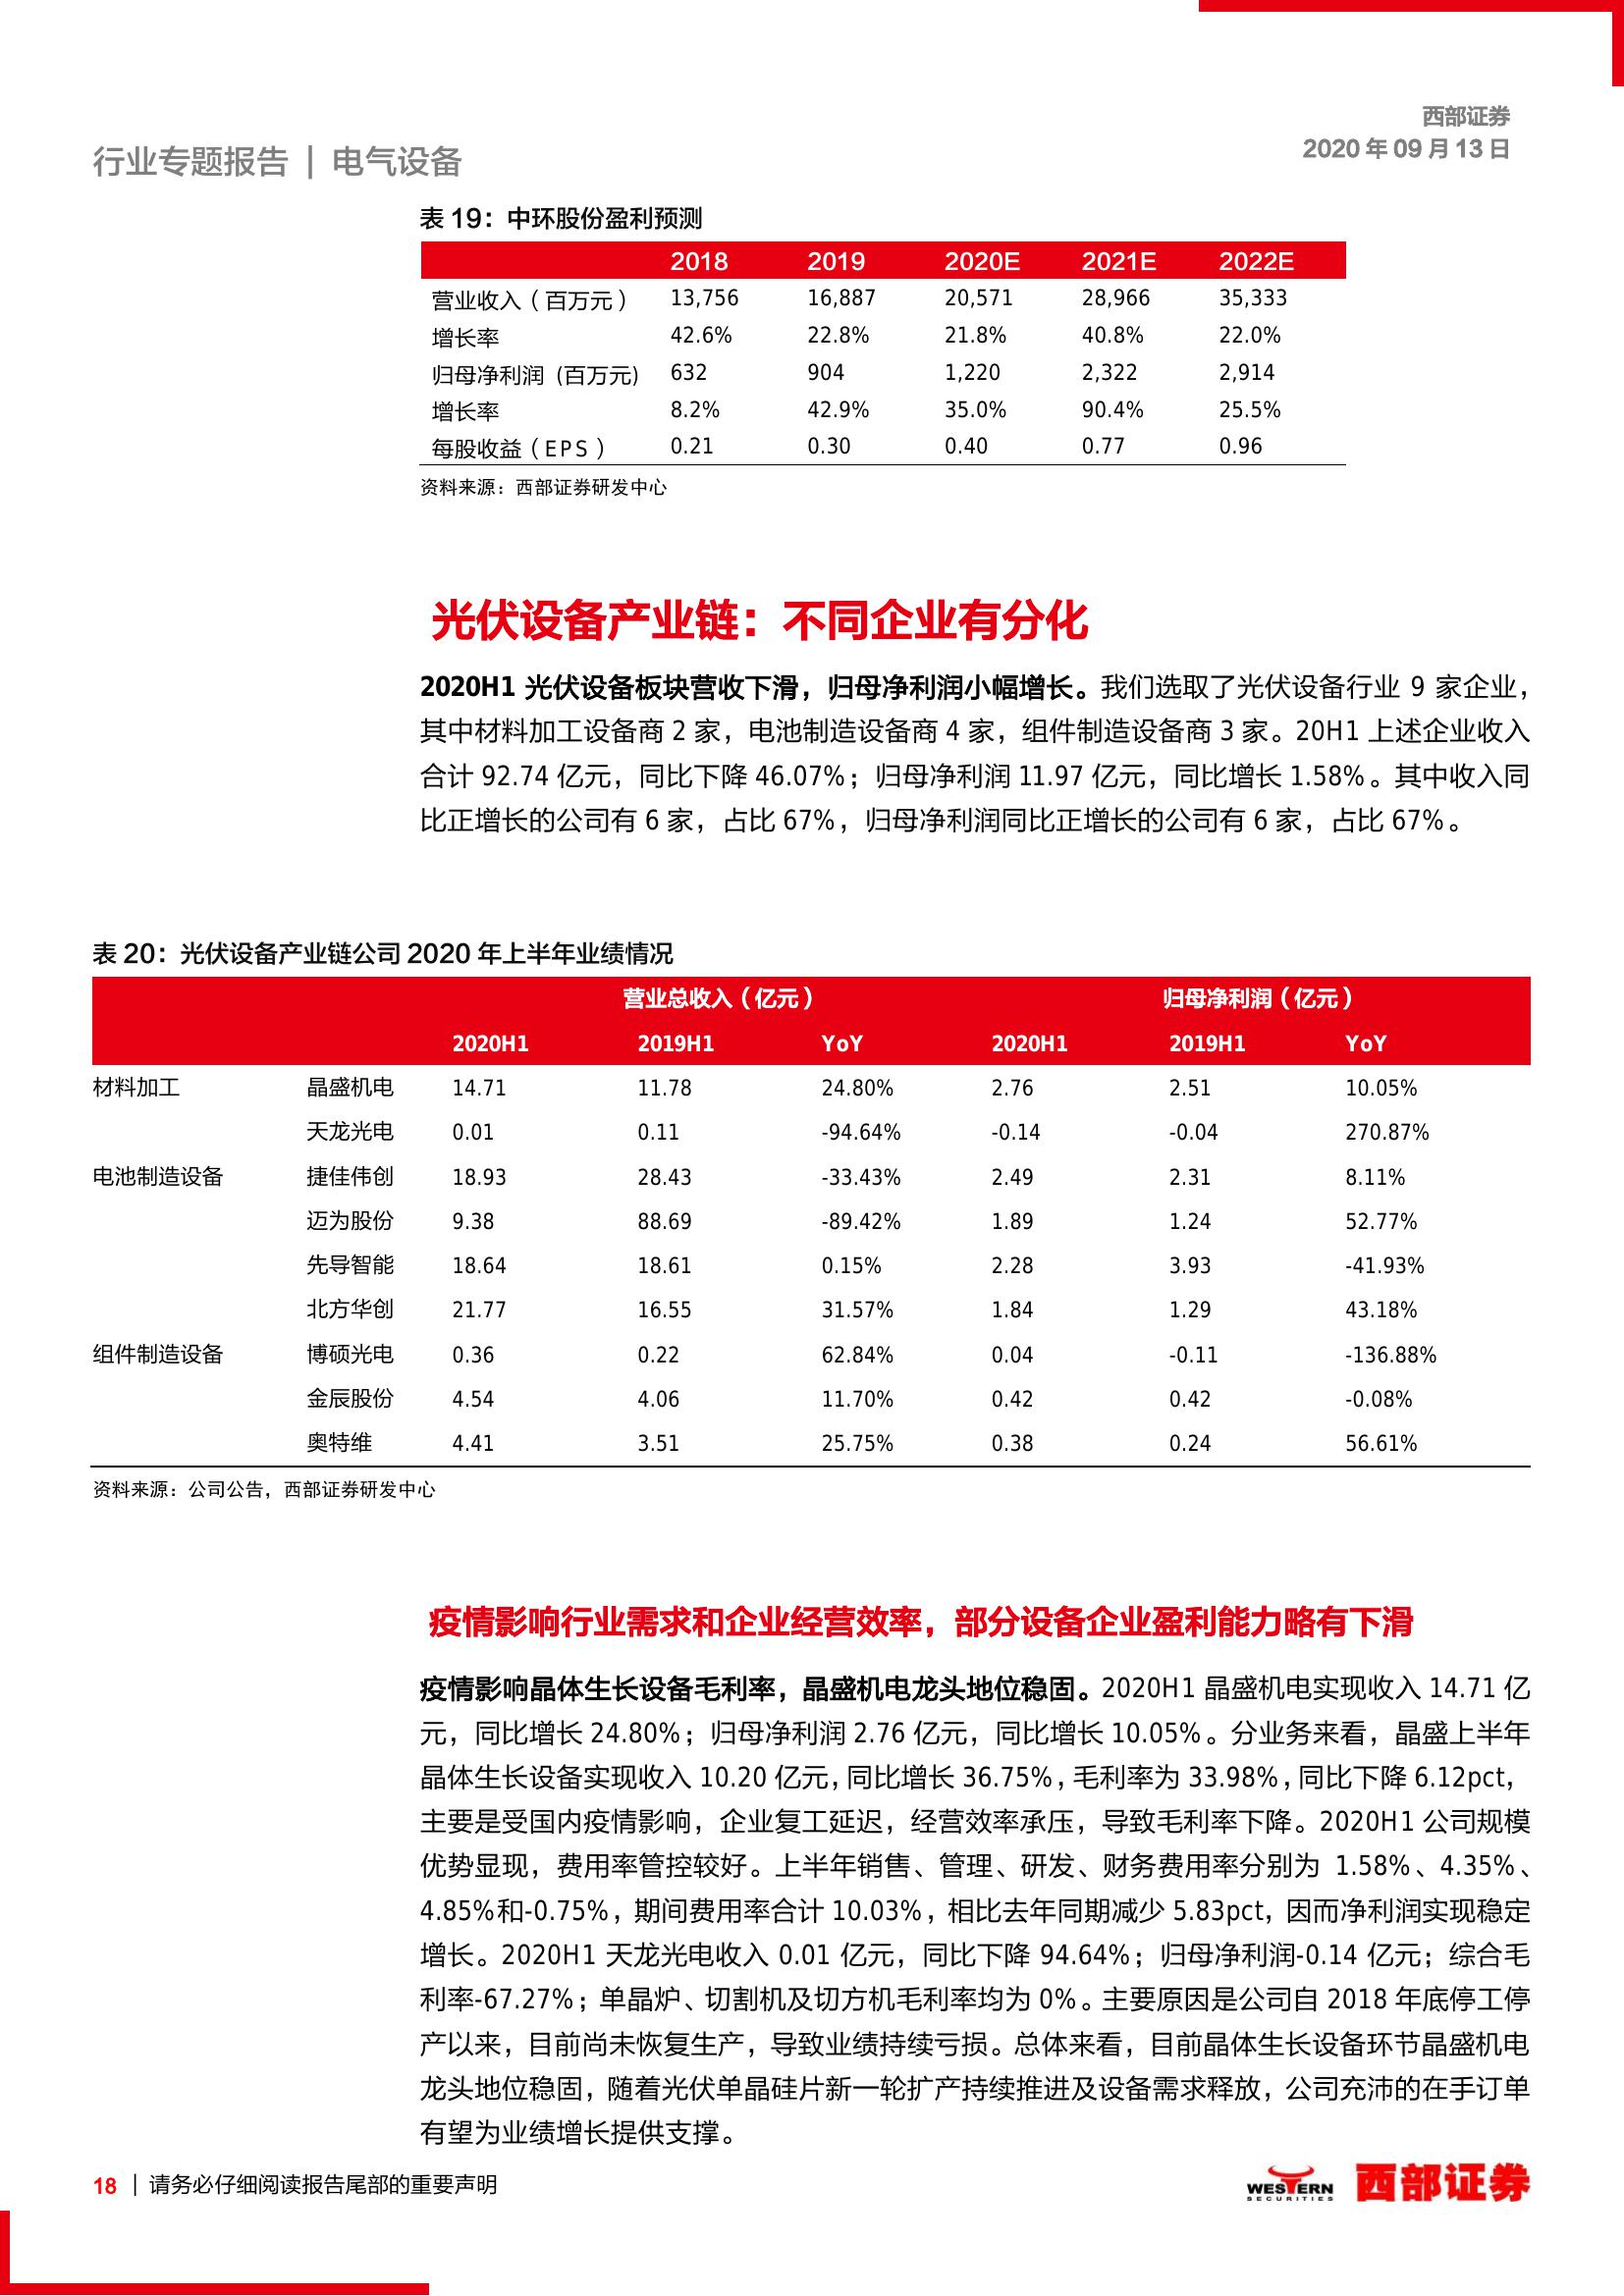 西部证券
2020 年 09 月 13 日
行业专题报告 | 电气设备
表 19：中环股份盈利预测
2018 2019 2020E 2021E 2022E
营业收入（百万元） 13,756 16,887 20,571 28,966 35,333
增长率 42.6% 22.8% 21.8% 40.8% 22.0%
归母净利润 (百万元) 632 904 1,220 2,322 2,914
增长率 8.2% 42.9% 35.0% 90.4% 25.5%
每股收益（EPS） 0.21 0.30 0.40 0.77 0.96
资料来源：西部证券研发中心
光伏设备产业链：不同企业有分化
2020H1 光伏设备板块营收下滑，归母净利润小幅增长。我们选取了光伏设备行业 9 家企业，
其中材料加工设备商 2 家，电池制造设备商 4 家，组件制造设备商 3 家。20H1 上述企业收入
合计 92.74 亿元，同比下降 46.07%；归母净利润 11.97 亿元，同比增长 1.58%。其中收入同
比正增长的公司有 6 家，占比 67%，归母净利润同比正增长的公司有 6 家，占比 67%。
表 20：光伏设备产业链公司 2020 年上半年业绩情况
营业总收入（亿元） 归母净利润（亿元）
2020H1 2019H1 YoY 2020H1 2019H1 YoY
材料加工 晶盛机电 14.71 11.78 24.80% 2.76 2.51 10.05%
天龙光电 0.01 0.11 -94.64% -0.14 -0.04 270.87%
电池制造设备 捷佳伟创 18.93 28.43 -33.43% 2.49 2.31 8.11%
迈为股份 9.38 88.69 -89.42% 1.89 1.24 52.77%
先导智能 18.64 18.61 0.15% 2.28 3.93 -41.93%
北方华创 21.77 16.55 31.57% 1.84 1.29 43.18%
组件制造设备 博硕光电 0.36 0.22 62.84% 0.04 -0.11 -136.88%
金辰股份 4.54 4.06 11.70% 0.42 0.42 -0.08%
奥特维 4.41 3.51 25.75% 0.38 0.24 56.61%
资料来源：公司公告，西部证券研发中心
疫情影响行业需求和企业经营效率，部分设备企业盈利能力略有下滑
疫情影响晶体生长设备毛利率，晶盛机电龙头地位稳固。2020H1 晶盛机电实现收入 14.71 亿
元，同比增长 24.80%；归母净利润 2.76 亿元，同比增长 10.05%。分业务来看，晶盛上半年
晶体生长设备实现收入 10.20 亿元，同比增长 36.75%，毛利率为 33.98%，同比下降 6.12pct，
主要是受国内疫情影响，企业复工延迟，经营效率承压，导致毛利率下降。2020H1 公司规模
优势显现，费用率管控较好。上半年销售、管理、研发、财务费用率分别为 1.58%、4.35%、
4.85%和-0.75%，期间费用率合计 10.03%，相比去年同期减少 5.83pct，因而净利润实现稳定
增长。2020H1 天龙光电收入 0.01 亿元，同比下降 94.64%；归母净利润-0.14 亿元；综合毛
利率-67.27%；单晶炉、切割机及切方机毛利率均为 0%。主要原因是公司自 2018 年底停工停
产以来，目前尚未恢复生产，导致业绩持续亏损。总体来看，目前晶体生长设备环节晶盛机电
龙头地位稳固，随着光伏单晶硅片新一轮扩产持续推进及设备需求释放，公司充沛的在手订单
有望为业绩增长提供支撑。
18 | 请务必仔细阅读报告尾部的重要声明
WESTERN
SECURITIES
西部证券